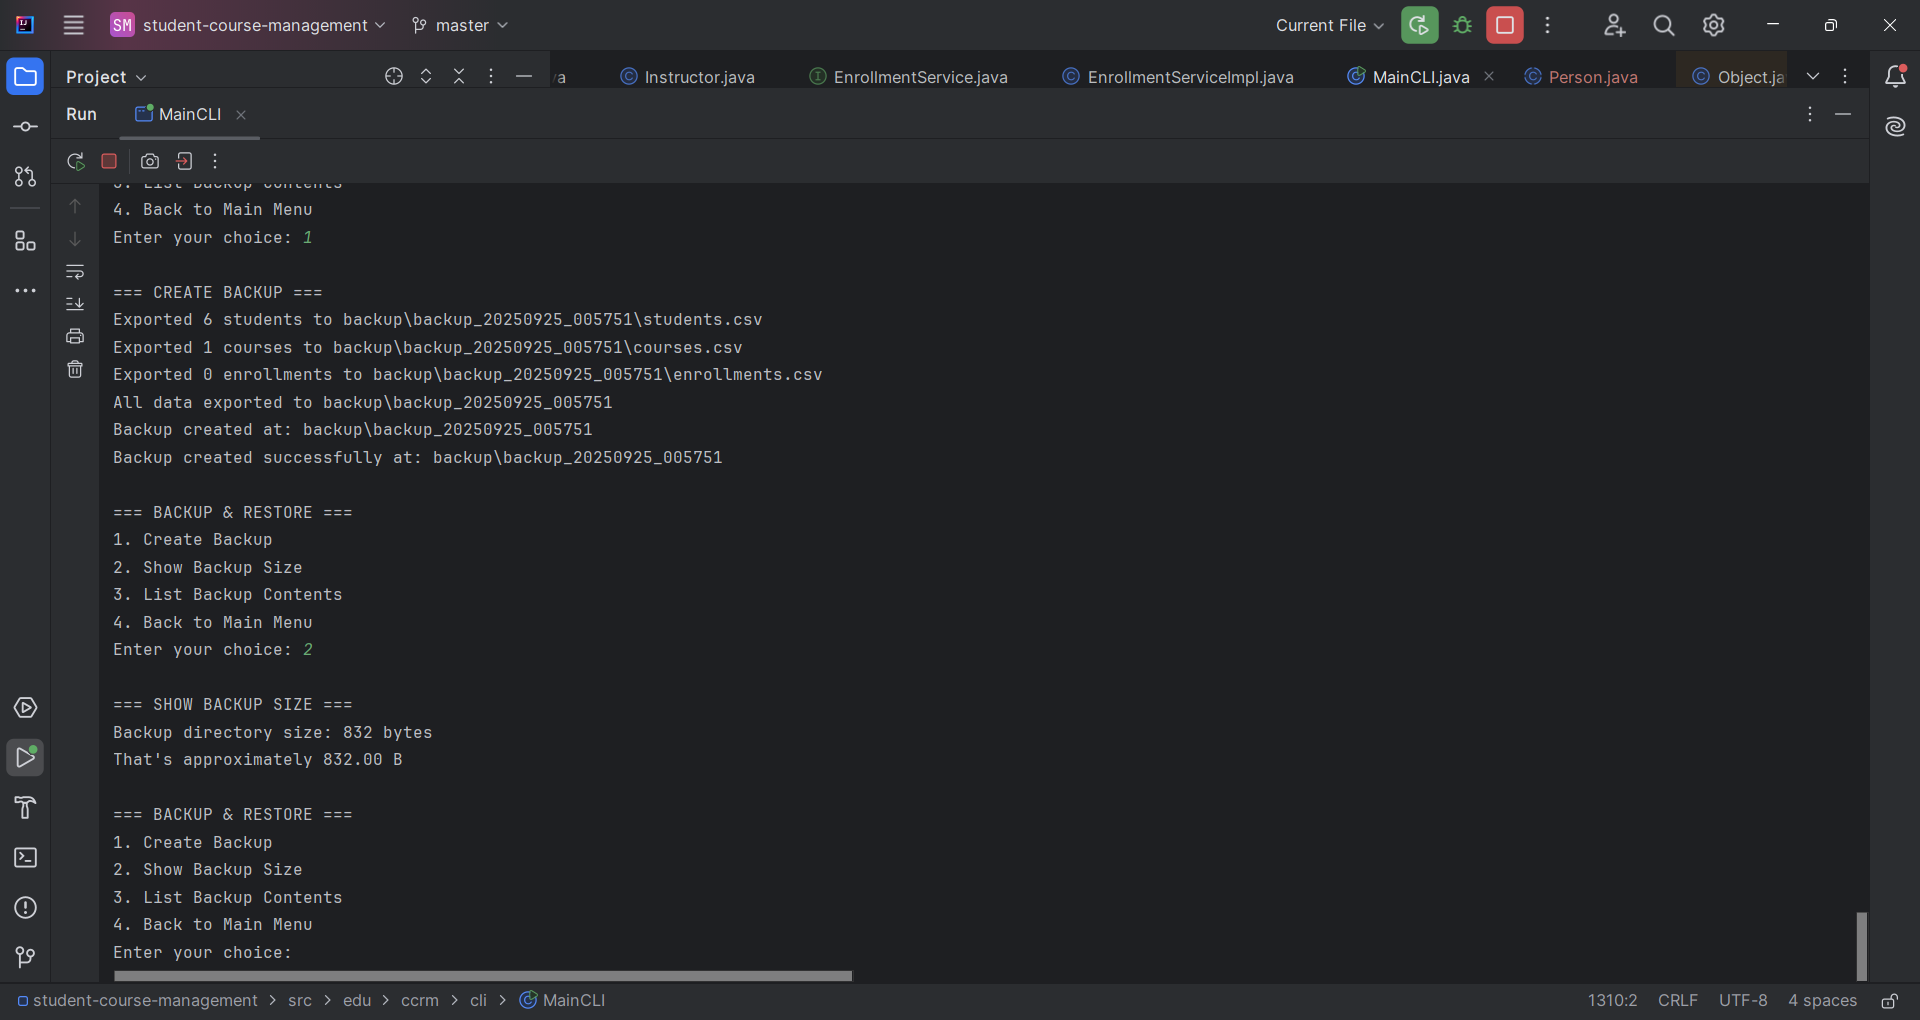 SM student-course-management master Current File
Project
a Instructor.java EnrollmentService.java EnrollmentServiceImpl.java MainCLI.java Person.java Object.ja
Run MainCLI
3. List Backup Contents
4. Back to Main Menu
Enter your choice: 1
=== CREATE BACKUP ===
Exported 6 students to backup\backup_20250925_005751\students.csv
Exported 1 courses to backup\backup_20250925_005751\courses.csv
Exported 0 enrollments to backup\backup_20250925_005751\enrollments.csv
All data exported to backup\backup_20250925_005751
Backup created at: backup\backup_20250925_005751
Backup created successfully at: backup\backup_20250925_005751
=== BACKUP & RESTORE ===
1. Create Backup
2. Show Backup Size
3. List Backup Contents
4. Back to Main Menu
Enter your choice: 2
=== SHOW BACKUP SIZE ===
Backup directory size: 832 bytes
That's approximately 832.00 B
=== BACKUP & RESTORE ===
1. Create Backup
2. Show Backup Size
3. List Backup Contents
4. Back to Main Menu
Enter your choice:
student-course-management > src > edu > ccrm > cli > MainCLI 1310:2 CRLF UTF-8 4 spaces